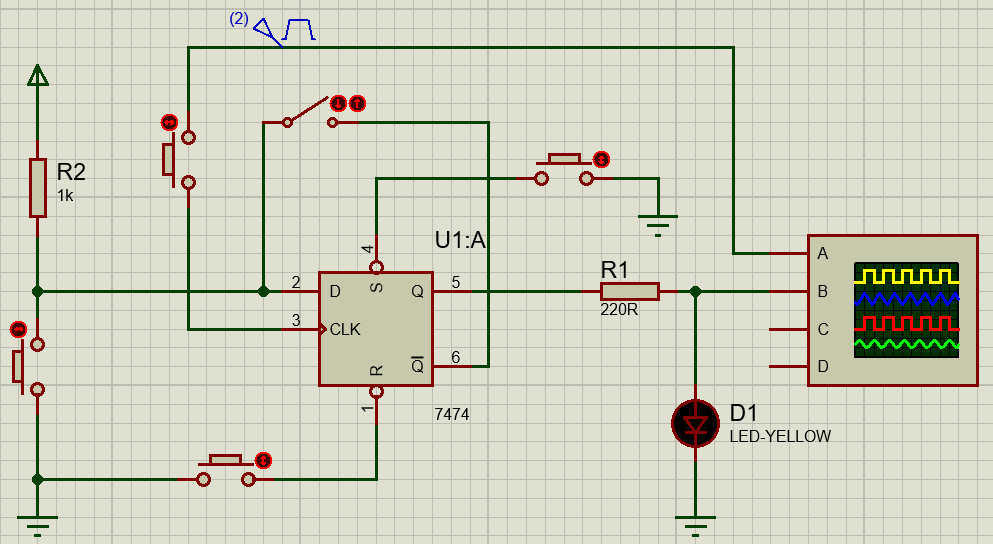 (2)
R2
1k
U1:A
4
S
2
D
Q
5
3
CLK
R
Q
6
1
7474
R1
220R
A
B
C
D
D1
LED-YELLOW